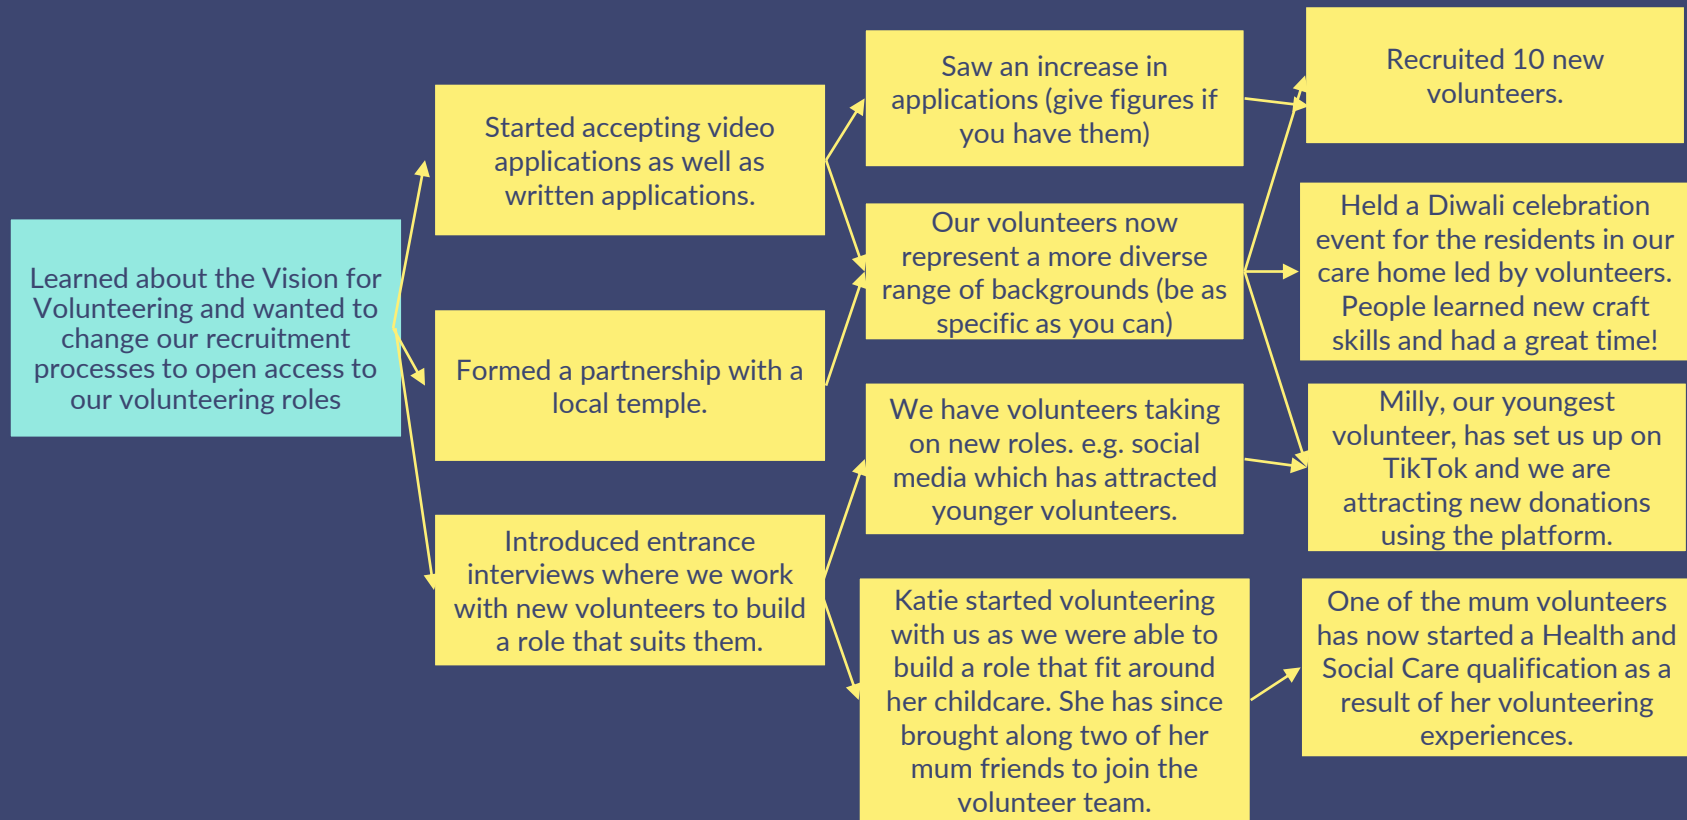 Learned about the Vision for
Volunteering and wanted to
change our recruitment
processes to open access to
our volunteering roles
Started accepting video
applications as well as
written applications.
Formed a partnership with a
local temple.
Introduced entrance
interviews where we work
with new volunteers to build
a role that suits them.
Saw an increase in
applications (give figures if
you have them)
Our volunteers now
represent a more diverse
range of backgrounds (be as
specific as you can)
We have volunteers taking
on new roles. e.g. social
media which has attracted
younger volunteers.
Katie started volunteering
with us as we were able to
build a role that fit around
her childcare. She has since
brought along two of her
mum friends to join the
volunteer team.
Recruited 10 new
volunteers.
Held a Diwali celebration
event for the residents in our
care home led by volunteers.
People learned new craft
skills and had a great time!
Milly, our youngest
volunteer, has set us up on
TikTok and we are
attracting new donations
using the platform.
One of the mum volunteers
has now started a Health and
Social Care qualification as a
result of her volunteering
experiences.